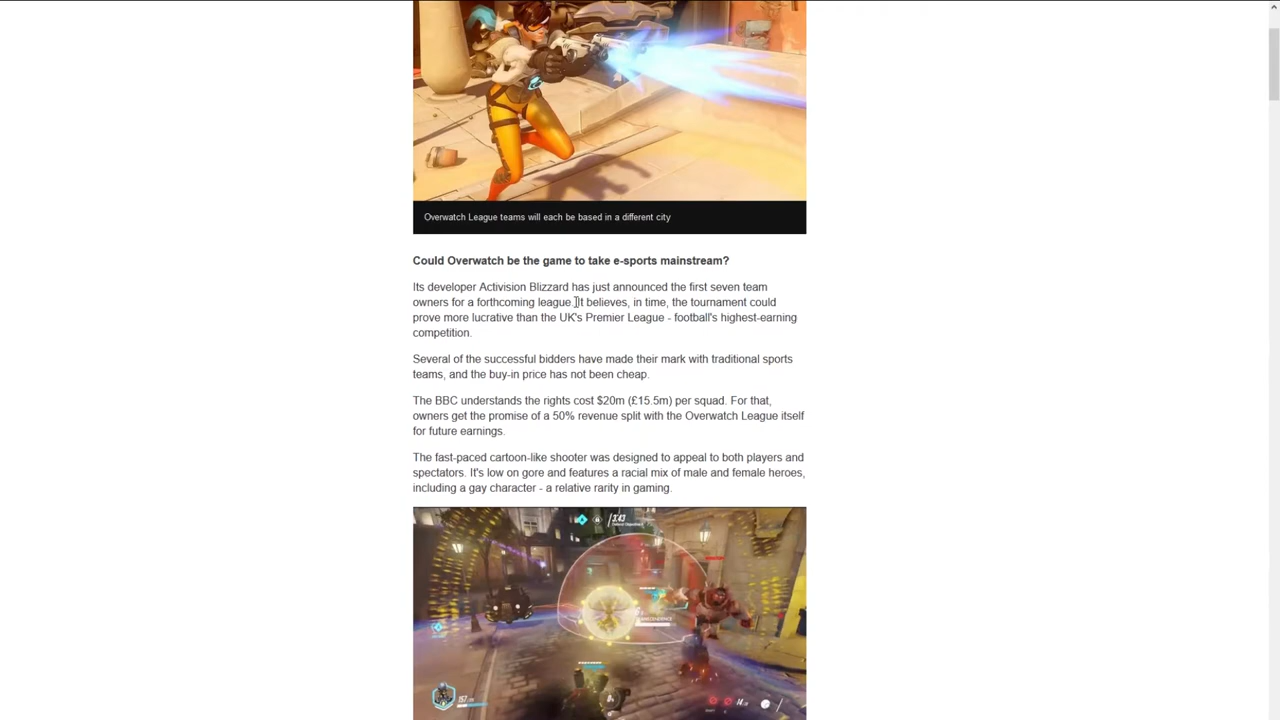 Overwatch League teams will each be based in a different city
Could Overwatch be the game to take e-sports mainstream?
Its developer Activision Blizzard has just announced the first seven team
owners for a forthcoming league. It believes, in time, the tournament could
prove more lucrative than the UK's Premier League - football's highest-earning
competition.
Several of the successful bidders have made their mark with traditional sports
teams, and the buy-in price has not been cheap.
The BBC understands the rights cost $20m (£15.5m) per squad. For that,
owners get the promise of a 50% revenue split with the Overwatch League itself
for future earnings.
The fast-paced cartoon-like shooter was designed to appeal to both players and
spectators. It's low on gore and features a racial mix of male and female heroes,
including a gay character - a relative rarity in gaming.
3:43
157